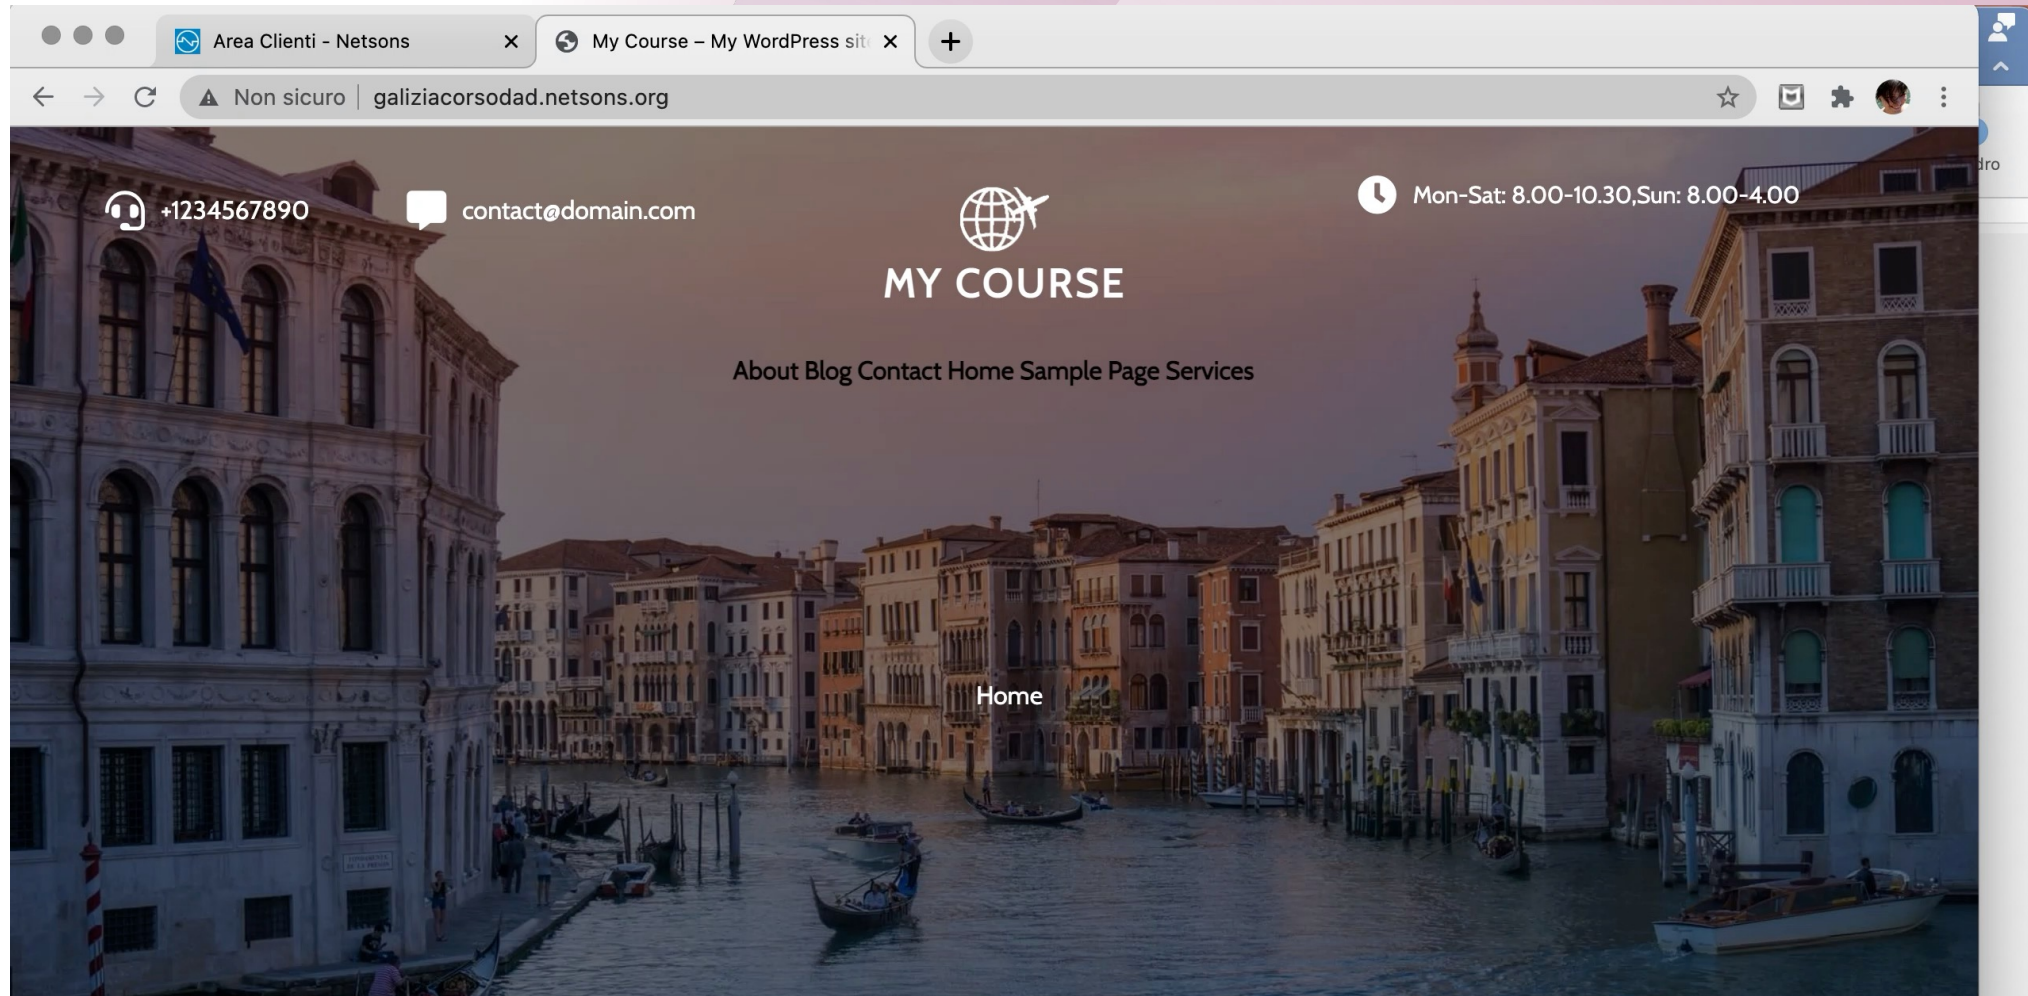 Area Clienti - Netsons
My Course – My WordPress sit
Non sicuro
galiziacorsodad.netsons.org
dro
+1234567890
contact@domain.com
Mon-Sat: 8.00-10.30,Sun: 8.00-4.00
MY COURSE
About Blog Contact Home Sample Page Services
Home